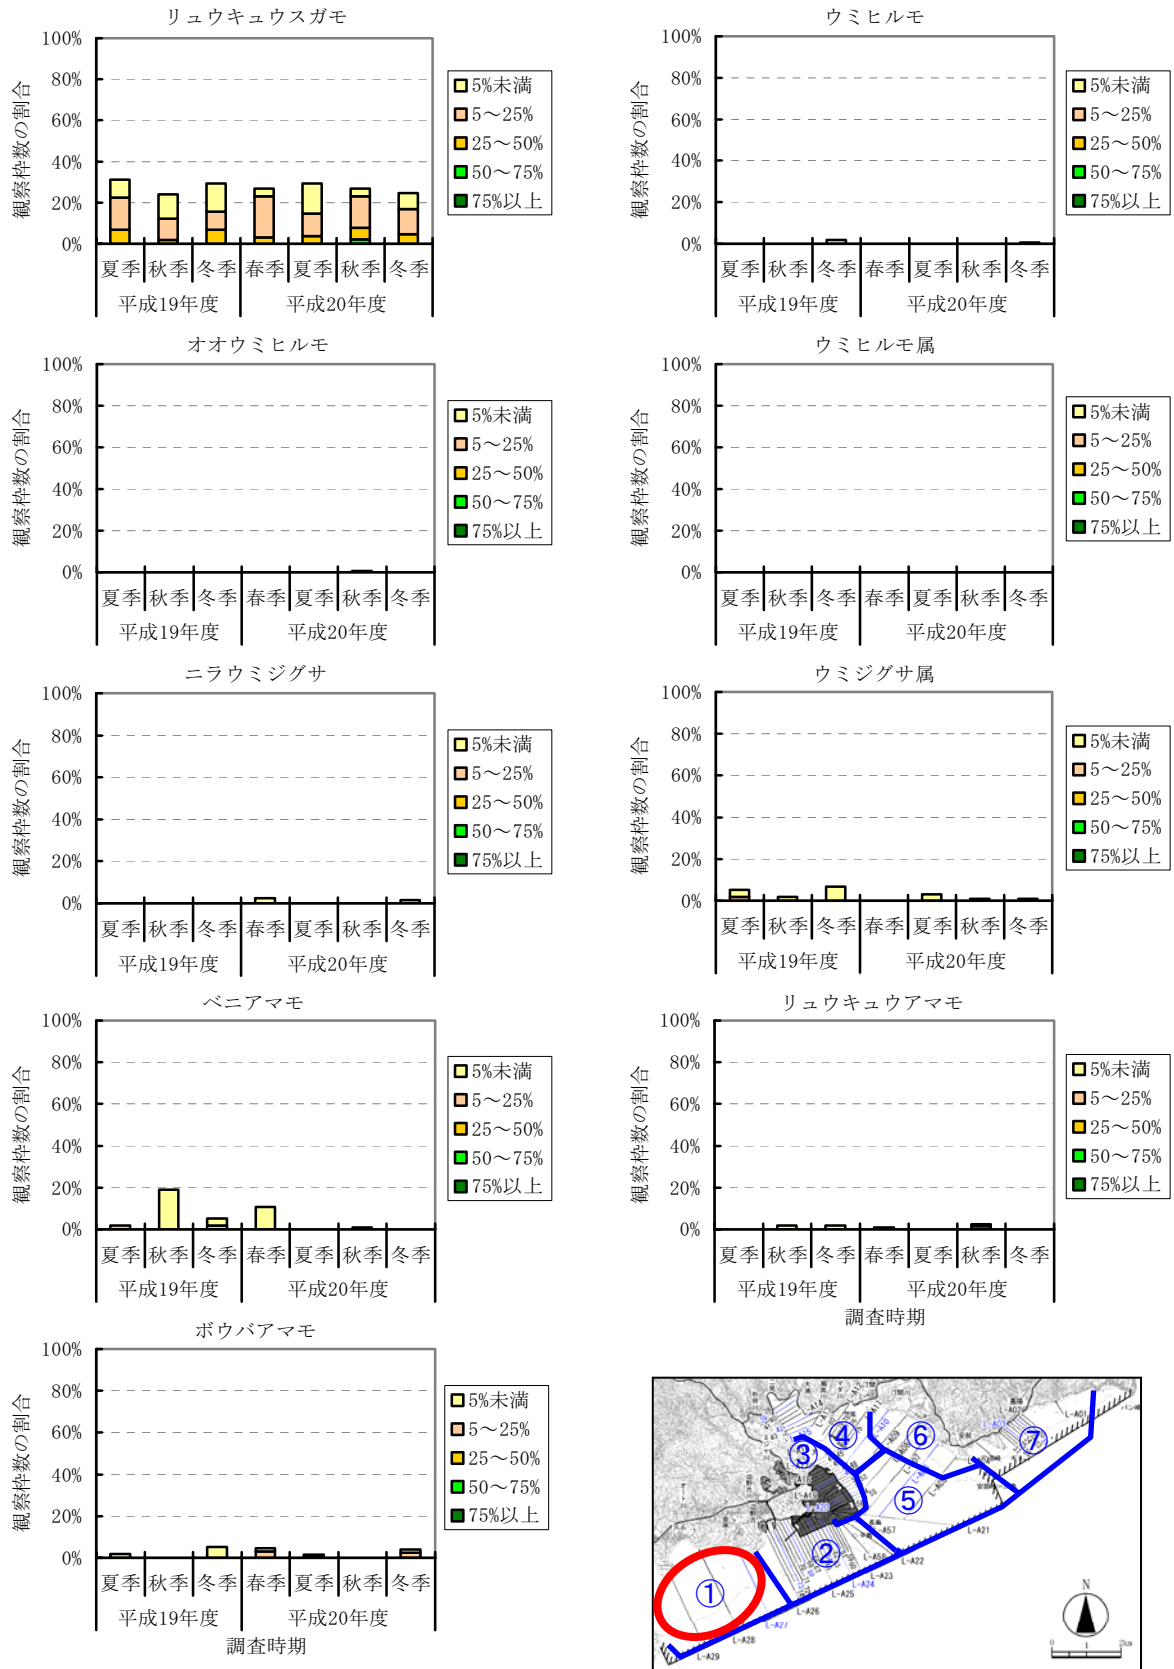 リュウキュウスガモ
観察枠数の割合
100%
80%
60%
40%
20%
0%
夏季 秋季 冬季 春季 夏季 秋季 冬季
平成19年度 平成20年度
5%未満
5～25%
25～50%
50～75%
75%以上
ウミヒルモ
観察枠数の割合
100%
80%
60%
40%
20%
0%
夏季 秋季 冬季 春季 夏季 秋季 冬季
平成19年度 平成20年度
5%未満
5～25%
25～50%
50～75%
75%以上
オオウミヒルモ
観察枠数の割合
100%
80%
60%
40%
20%
0%
夏季 秋季 冬季 春季 夏季 秋季 冬季
平成19年度 平成20年度
5%未満
5～25%
25～50%
50～75%
75%以上
ウミヒルモ属
観察枠数の割合
100%
80%
60%
40%
20%
0%
夏季 秋季 冬季 春季 夏季 秋季 冬季
平成19年度 平成20年度
5%未満
5～25%
25～50%
50～75%
75%以上
ニラウミジグサ
観察枠数の割合
100%
80%
60%
40%
20%
0%
夏季 秋季 冬季 春季 夏季 秋季 冬季
平成19年度 平成20年度
5%未満
5～25%
25～50%
50～75%
75%以上
ウミジグサ属
観察枠数の割合
100%
80%
60%
40%
20%
0%
夏季 秋季 冬季 春季 夏季 秋季 冬季
平成19年度 平成20年度
5%未満
5～25%
25～50%
50～75%
75%以上
ベニアマモ
観察枠数の割合
100%
80%
60%
40%
20%
0%
夏季 秋季 冬季 春季 夏季 秋季 冬季
平成19年度 平成20年度
5%未満
5～25%
25～50%
50～75%
75%以上
リュウキュウアマモ
観察枠数の割合
100%
80%
60%
40%
20%
0%
夏季 秋季 冬季 春季 夏季 秋季 冬季
平成19年度 平成20年度
調査時期
5%未満
5～25%
25～50%
50～75%
75%以上
ボウバアマモ
観察枠数の割合
100%
80%
60%
40%
20%
0%
夏季 秋季 冬季 春季 夏季 秋季 冬季
平成19年度 平成20年度
調査時期
5%未満
5～25%
25～50%
50～75%
75%以上
L-A02
L-A01
L-A03
④
⑥
⑦
③
⑤
L-A21
L-A57
②
L-A22
L-A58
L-A23
L-A24
L-A25
①
L-A26
L-A27
L-A28
L-A29
N
0 1 2km